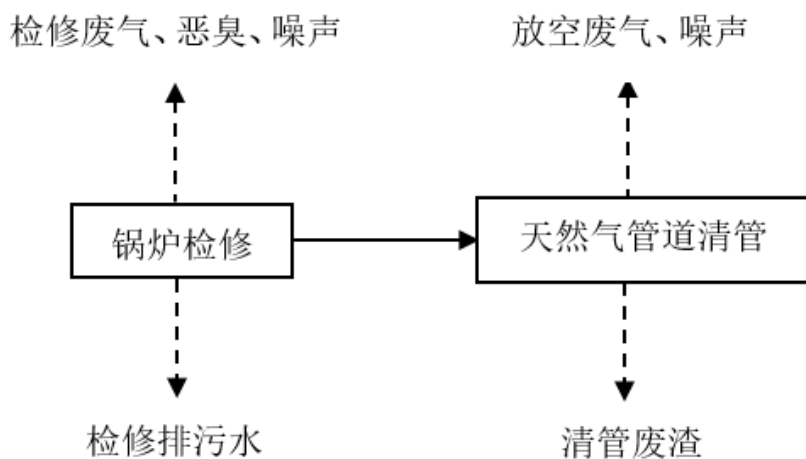 检修废气、恶臭、噪声
放空废气、噪声
锅炉检修
天然气管道清管
检修排污水
清管废渣